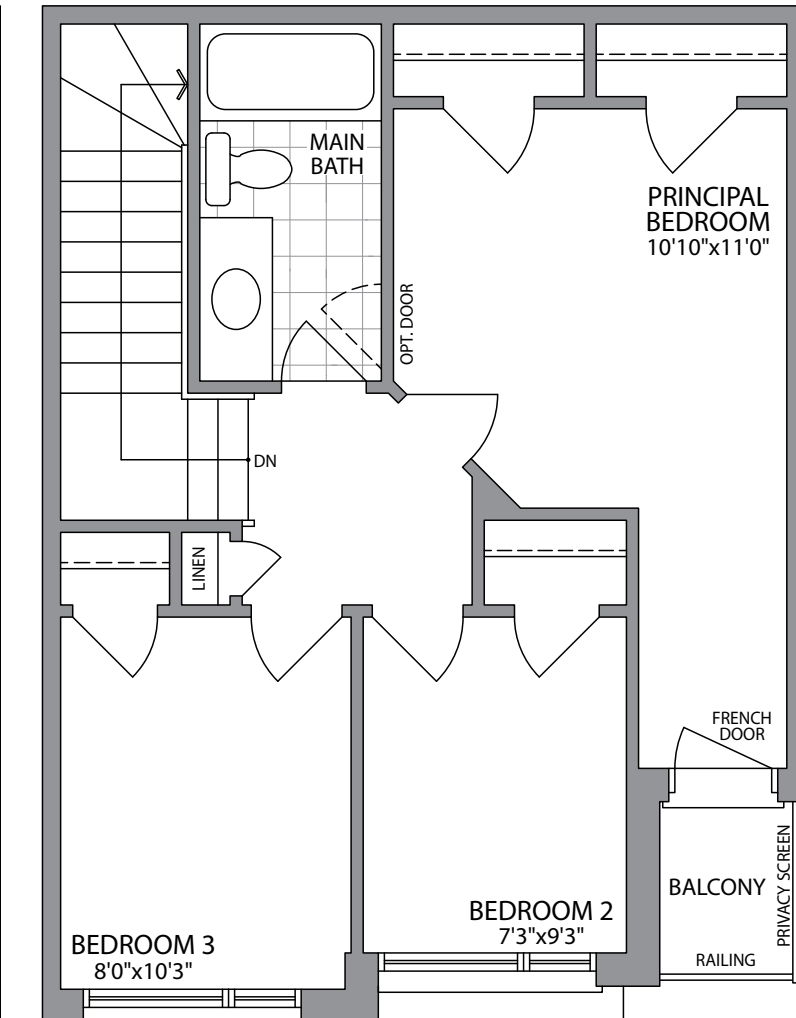 MAIN
BATH
PRINCIPAL
BEDROOM
10'10"x11'0"
OPT. DOOR
DN
LINEN
FRENCH
DOOR
BALCONY
PRIVACY SCREEN
RAILING
BEDROOM 2
7'3"x9'3"
BEDROOM 3
8'0"x10'3"